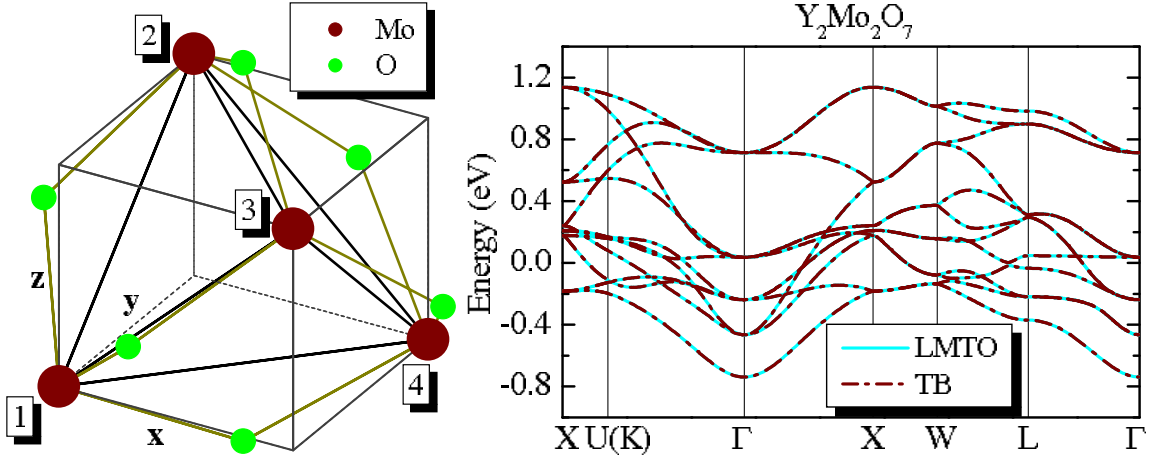 2
Mo
O
3
z
y
1
4
x
Y₂Mo₂O₇
Energy (eV)
1.2
0.8
0.4
0.0
-0.4
-0.8
LMTO
TB
X U(K) Γ X W L Γ